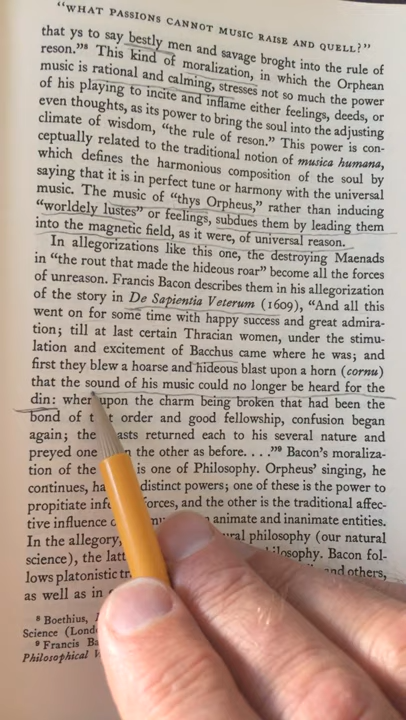 "WHAT PASSIONS CANNOT MUSIC RAISE AND QUELL?"
that ys to say bestly men and savage broght into the rule of
reson."⁸ This kind of moralization, in which the Orphean
music is rational and calming, stresses not so much the power
of his playing to incite and inflame either feelings, deeds, or
even thoughts, as its power to bring the soul into the adjusting
climate of wisdom, "the rule of reson." This power is con-
ceptually related to the traditional notion of musica humana,
which defines the harmonious composition of the soul by
saying that it is in perfect tune or harmony with the universal
music. The music of "thys Orpheus," rather than inducing
"worldely lustes" or feelings, subdues them by leading them
into the magnetic field, as it were, of universal reason.
In allegorizations like this one, the destroying Maenads
in "the rout that made the hideous roar" become all the forces
of unreason. Francis Bacon describes them in his allegorization
of the story in De Sapientia Veterum (1609), "And all this
went on for some time with happy success and great admira-
tion; till at last certain Thracian women, under the stimu-
lation and excitement of Bacchus came where he was; and
first they blew a hoarse and hideous blast upon a horn (cornu)
that the sound of his music could no longer be heard for the
din: whereupon the charm being broken that had been the
bond of order and good fellowship, confusion began
again; the returned each to his several nature and
preyed one the other as before. . . ."⁹ Bacon's moraliza-
tion of the is one of Philosophy. Orpheus' singing, he
continues, distinct powers; one of these is the power to
propitiate forces, and the other is the traditional affec-
tive influence animate and inanimate entities.
In the allegory, philosophy (our natural
science), the Bacon fol-
lows platonistic and others,
as well as in
⁸ Boethius,
Science
⁹ Francis
Philosophical